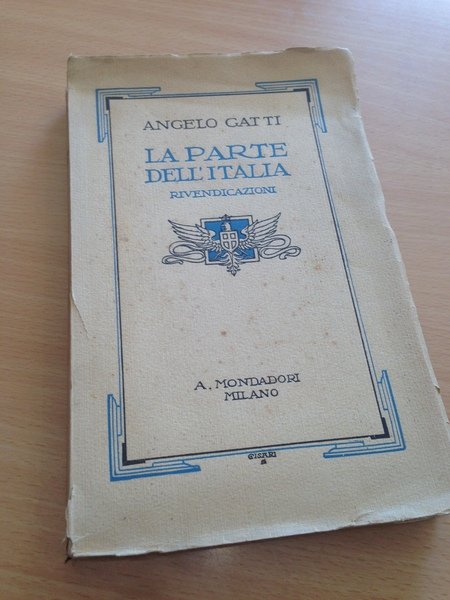 ANGELO GATTI
LA PARTE
DELL'ITALIA
RIVENDICAZIONI
A. MONDADORI
MILANO